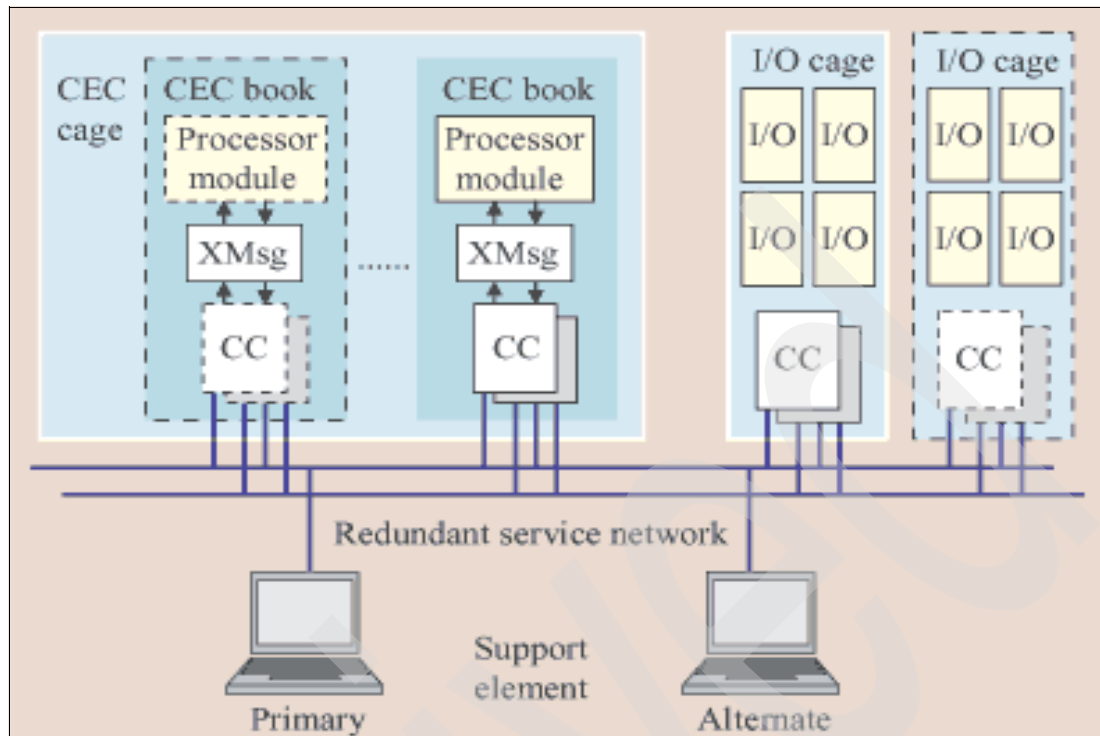 CEC
cage
CEC book
Processor
module
XMsg
CC
......
CEC book
Processor
module
XMsg
CC
I/O cage
I/O
I/O
I/O
I/O
CC
I/O cage
I/O
I/O
I/O
I/O
CC
Redundant service network
Support
element
Primary
Alternate